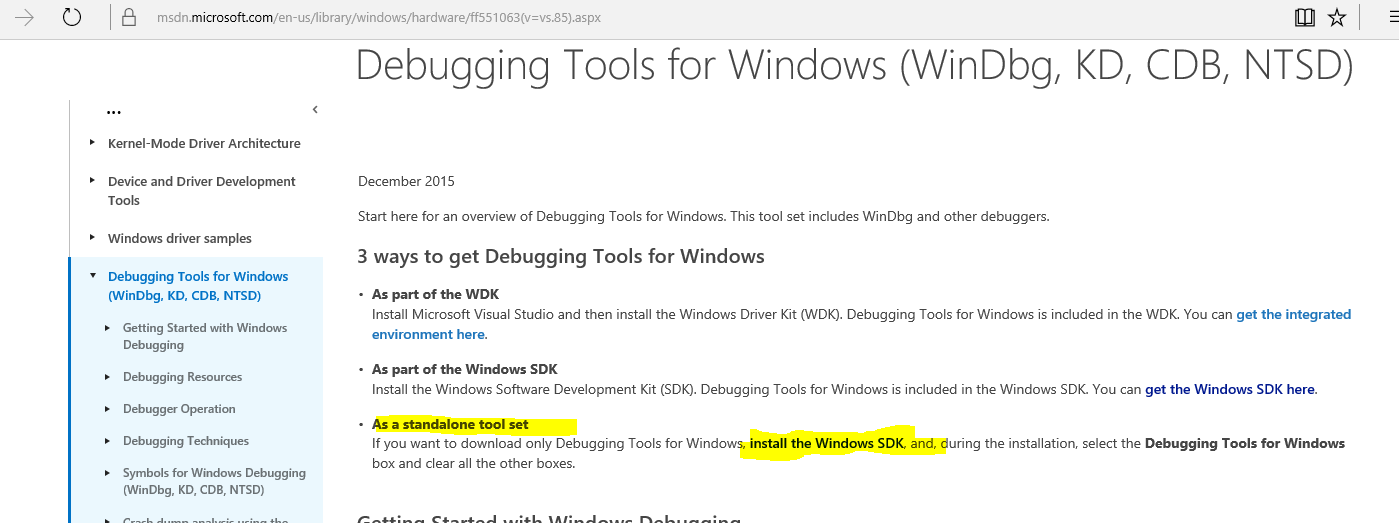 msdn.microsoft.com/en-us/library/windows/hardware/ff551063(v=vs.85).aspx
Debugging Tools for Windows (WinDbg, KD, CDB, NTSD)
...
Kernel-Mode Driver Architecture
Device and Driver Development
Tools
Windows driver samples
Debugging Tools for Windows
(WinDbg, KD, CDB, NTSD)
Getting Started with Windows
Debugging
Debugging Resources
Debugger Operation
Debugging Techniques
Symbols for Windows Debugging
(WinDbg, KD, CDB, NTSD)
Crash dump analysis using the
December 2015
Start here for an overview of Debugging Tools for Windows. This tool set includes WinDbg and other debuggers.
3 ways to get Debugging Tools for Windows
• As part of the WDK
Install Microsoft Visual Studio and then install the Windows Driver Kit (WDK). Debugging Tools for Windows is included in the WDK. You can get the integrated
environment here.
• As part of the Windows SDK
Install the Windows Software Development Kit (SDK). Debugging Tools for Windows is included in the Windows SDK. You can get the Windows SDK here.
• As a standalone tool set
If you want to download only Debugging Tools for Windows, install the Windows SDK, and, during the installation, select the Debugging Tools for Windows
box and clear all the other boxes.
Getting Started with Windows Debugging